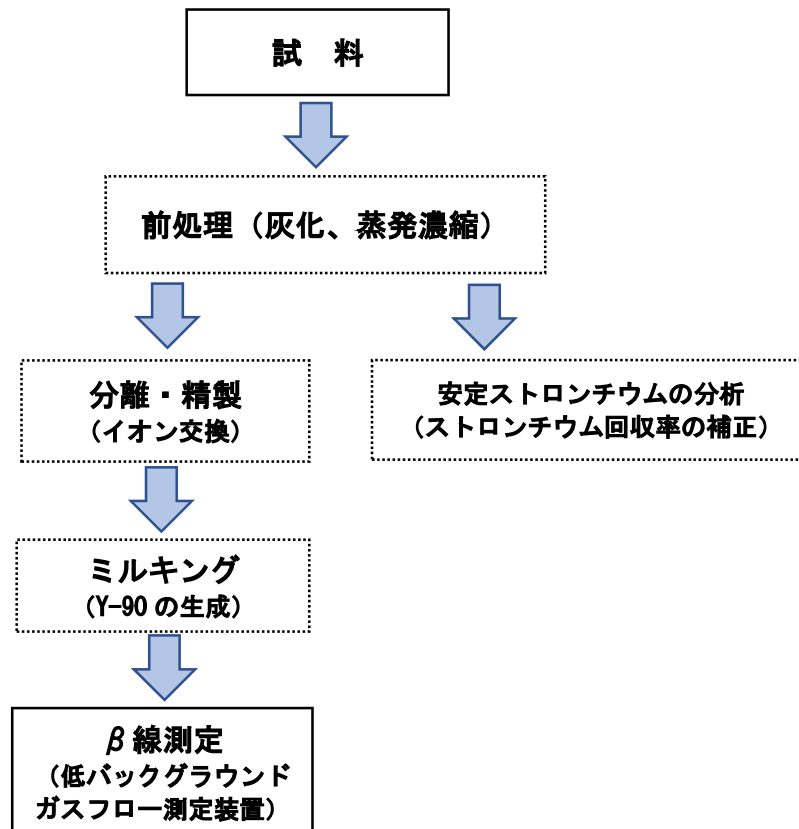 試　料
前処理（灰化、蒸発濃縮）
分離・精製
（イオン交換）
安定ストロンチウムの分析
（ストロンチウム回収率の補正）
ミルキング
（Y-90 の生成）
β線測定
（低バックグラウンド
ガスフロー測定装置）